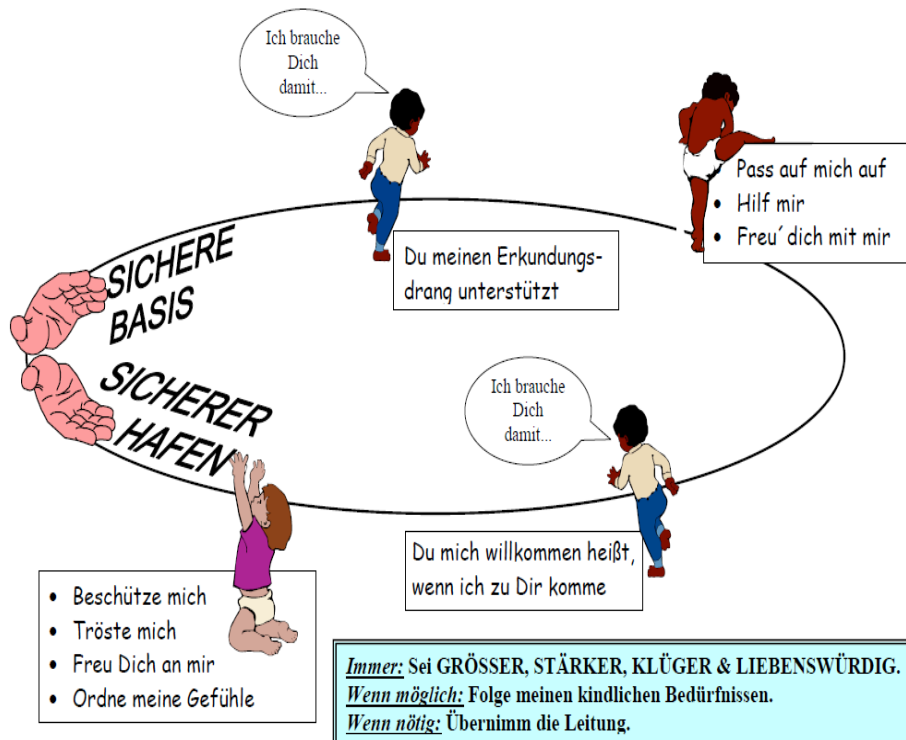 Ich brauche
Dich
damit...
Pass auf mich auf
• Hilf mir
• Freu´dich mit mir
Du meinen Erkundungs-
drang unterstützt
SICHERE
BASIS
SICHERER
HAFEN
Ich brauche
Dich
damit...
Du mich willkommen heißt,
wenn ich zu Dir komme
• Beschütze mich
• Tröste mich
• Freu Dich an mir
• Ordne meine Gefühle
Immer: Sei GRÖSSER, STÄRKER, KLÜGER & LIEBENSWÜRDIG.
Wenn möglich: Folge meinen kindlichen Bedürfnissen.
Wenn nötig: Übernimm die Leitung.